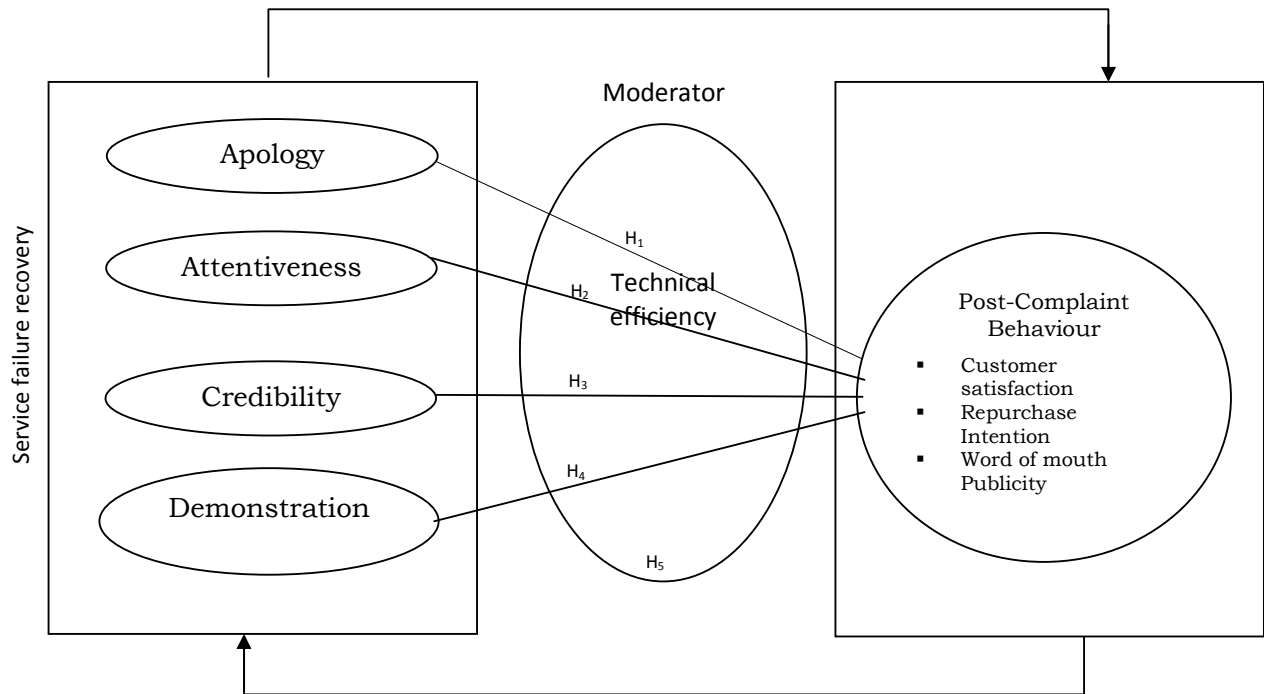 Moderator
Service failure recovery
Apology
Attentiveness
Credibility
Demonstration
H₁
H₂
H₃
H₄
H₅
Technical
efficiency
Post-Complaint
Behaviour
▪ Customer
satisfaction
▪ Repurchase
Intention
▪ Word of mouth
Publicity